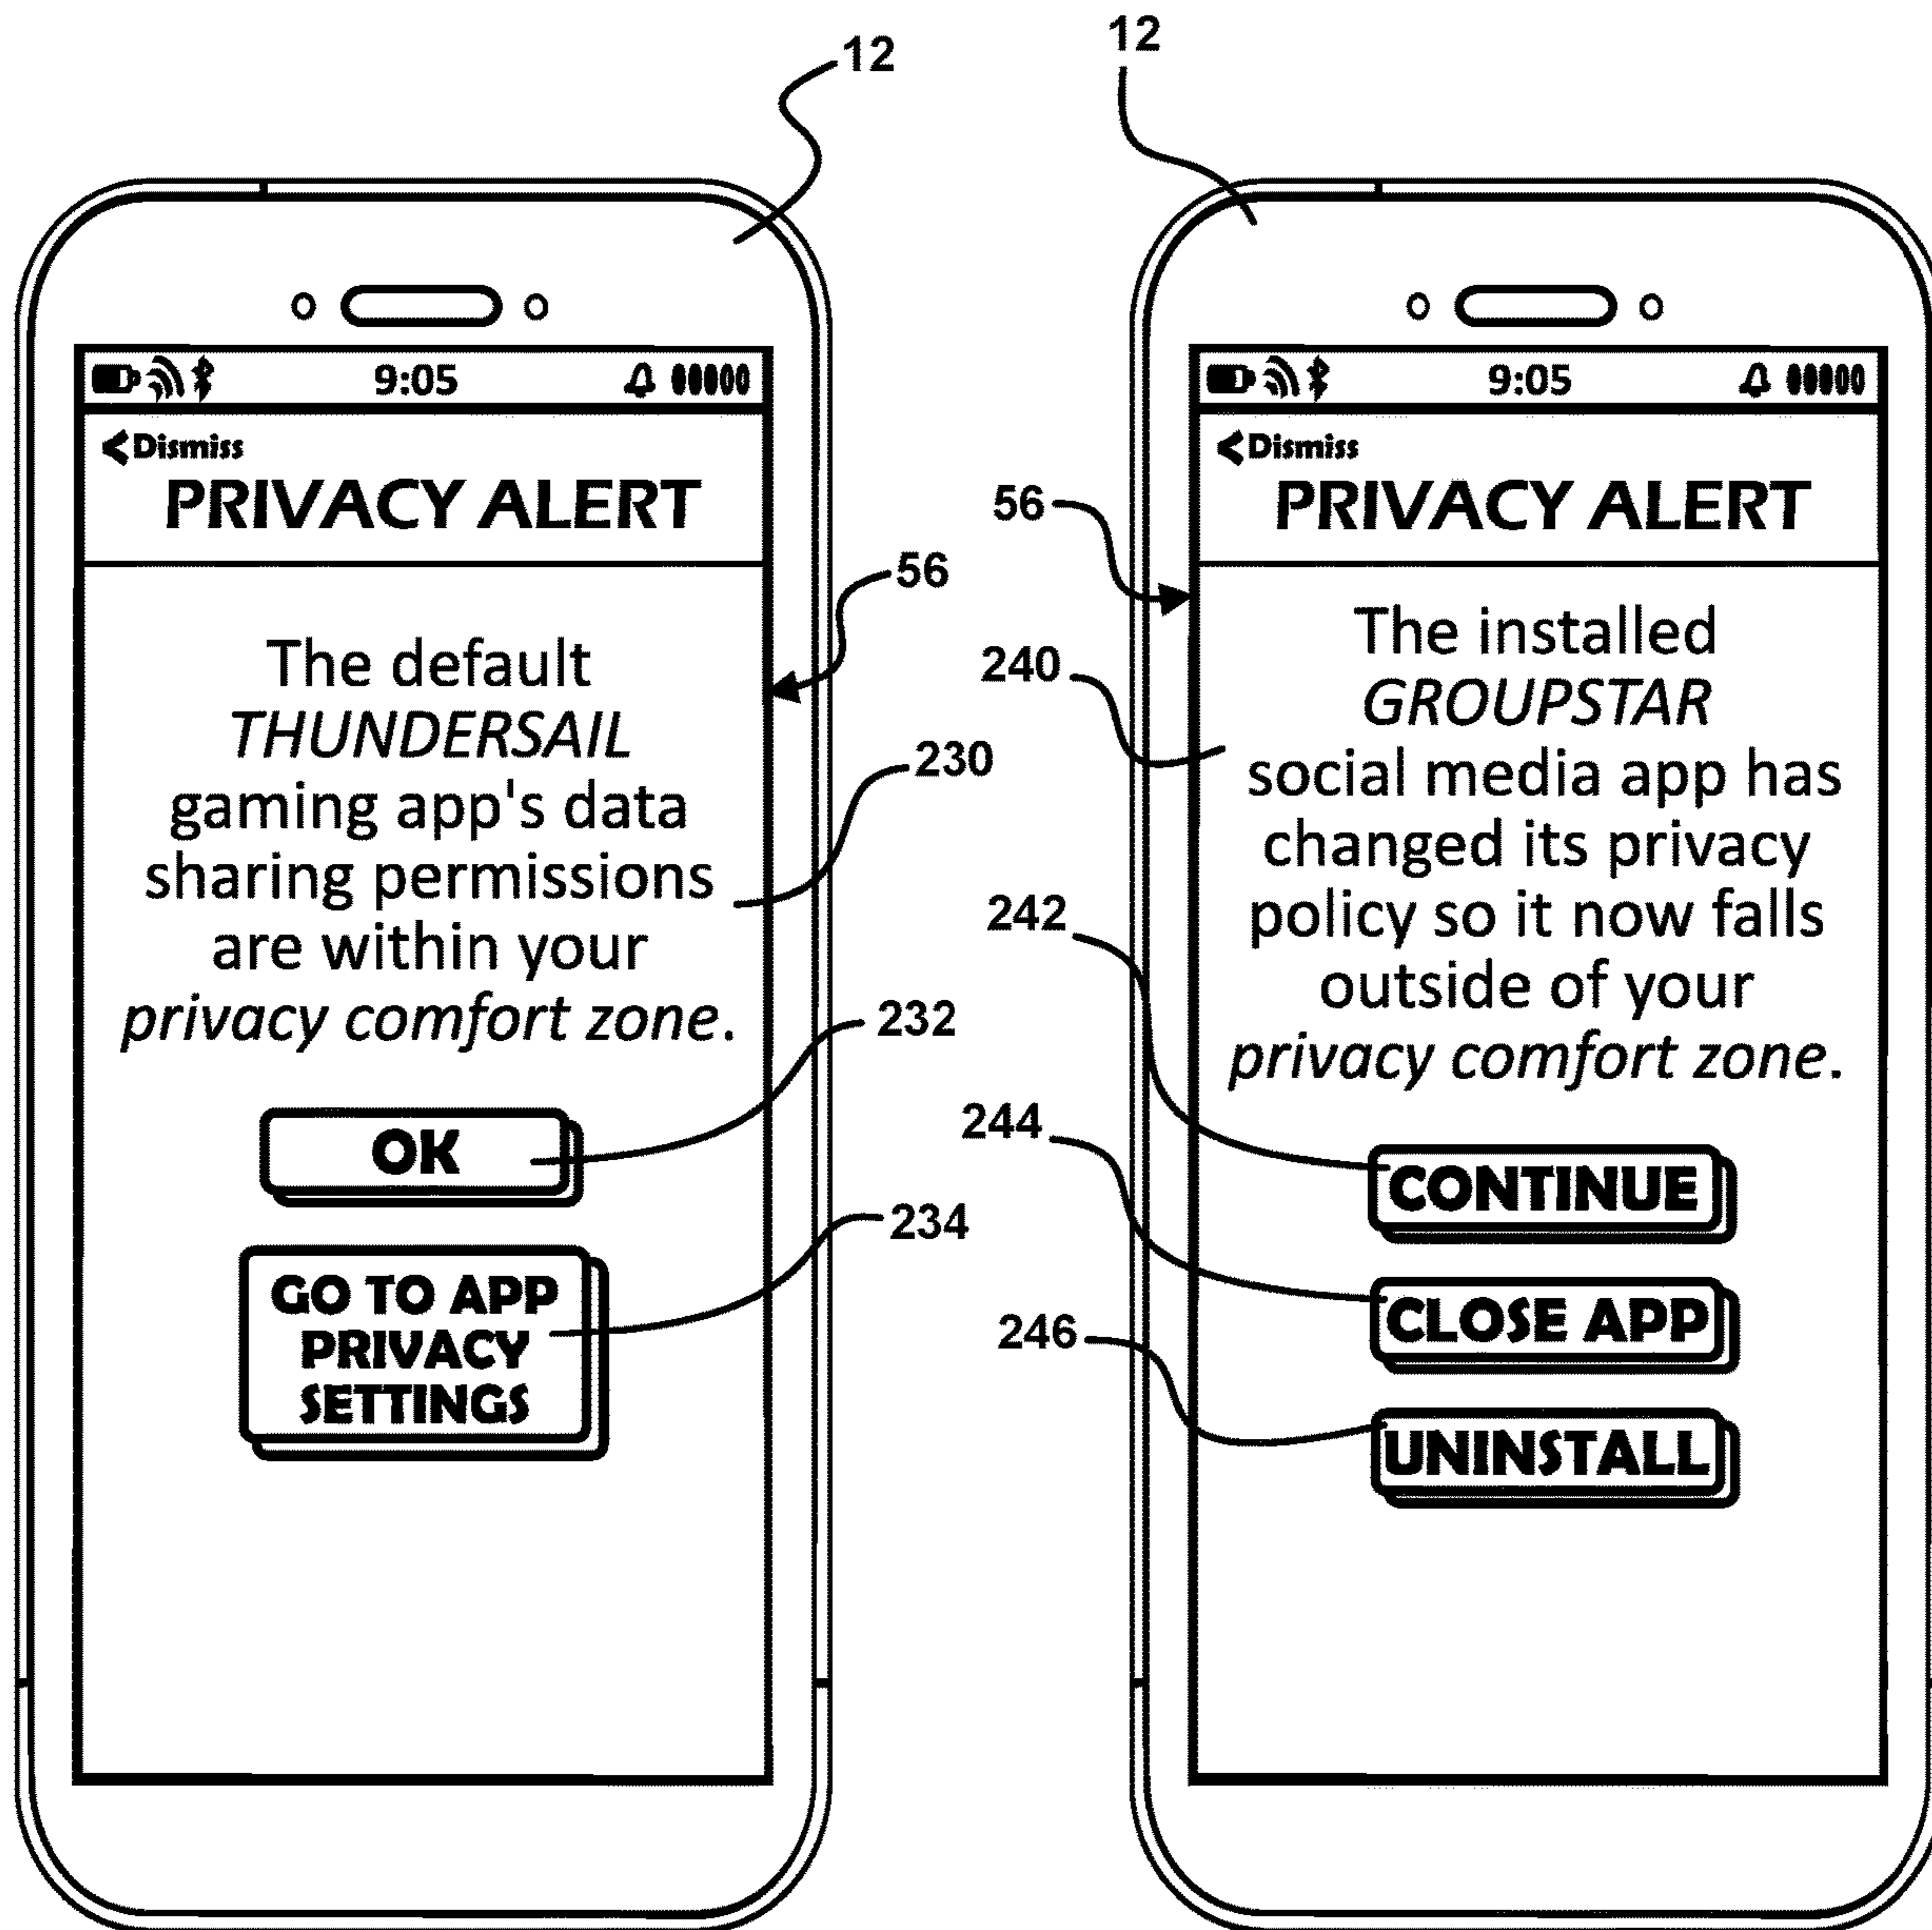 12
9:05
Dismiss
PRIVACY ALERT
56
The default
THUNDERSAIL
gaming app's data
sharing permissions
are within your
privacy comfort zone.
230
OK
232
GO TO APP
PRIVACY
SETTINGS
234
12
9:05
Dismiss
PRIVACY ALERT
56
The installed
GROUPSTAR
social media app has
changed its privacy
policy so it now falls
outside of your
privacy comfort zone.
240
CONTINUE
242
CLOSE APP
244
UNINSTALL
246